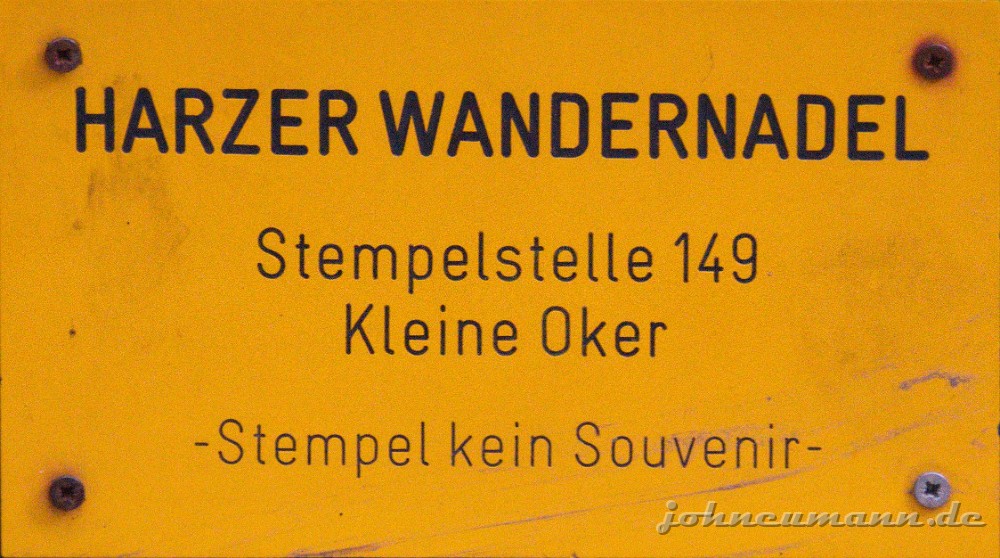 HARZER WANDERNADEL
Stempelstelle 149
Kleine Oker
-Stempel kein Souvenir-
johneumann.de